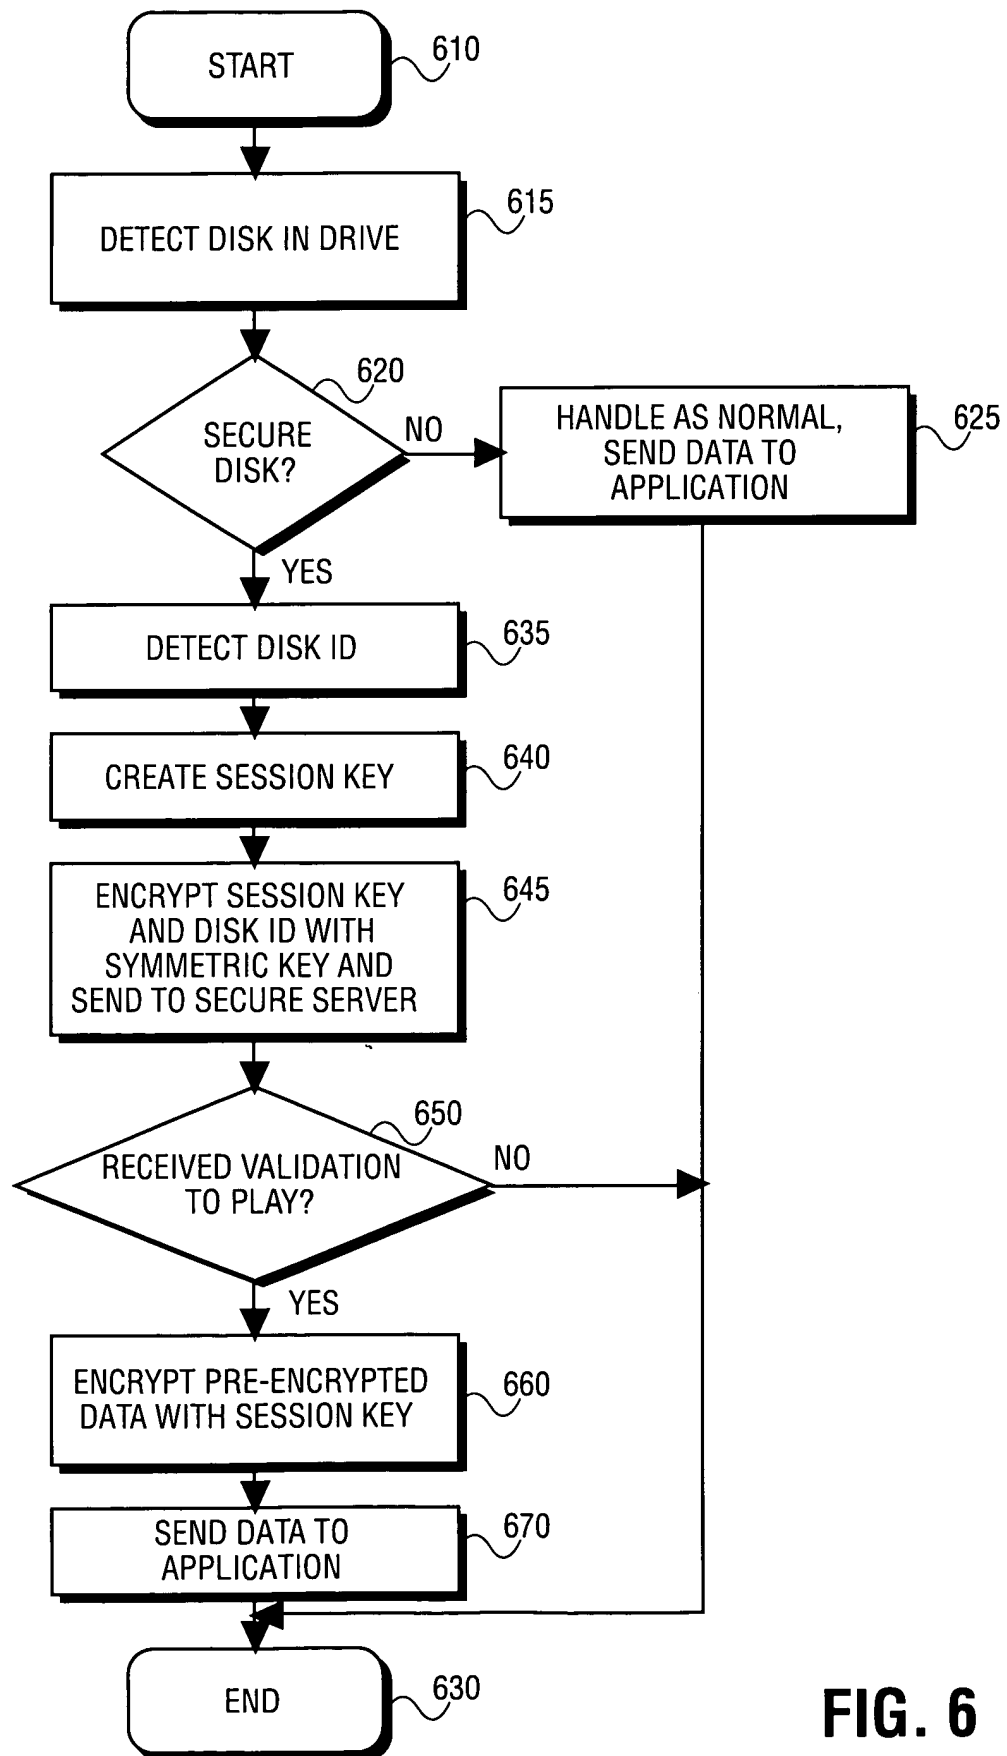 START
610
DETECT DISK IN DRIVE
615
620
SECURE
DISK?
NO
HANDLE AS NORMAL,
SEND DATA TO
APPLICATION
625
YES
DETECT DISK ID
635
CREATE SESSION KEY
640
ENCRYPT SESSION KEY
AND DISK ID WITH
SYMMETRIC KEY AND
SEND TO SECURE SERVER
645
650
RECEIVED VALIDATION
TO PLAY?
NO
YES
ENCRYPT PRE-ENCRYPTED
DATA WITH SESSION KEY
660
SEND DATA TO
APPLICATION
670
END
630
FIG. 6